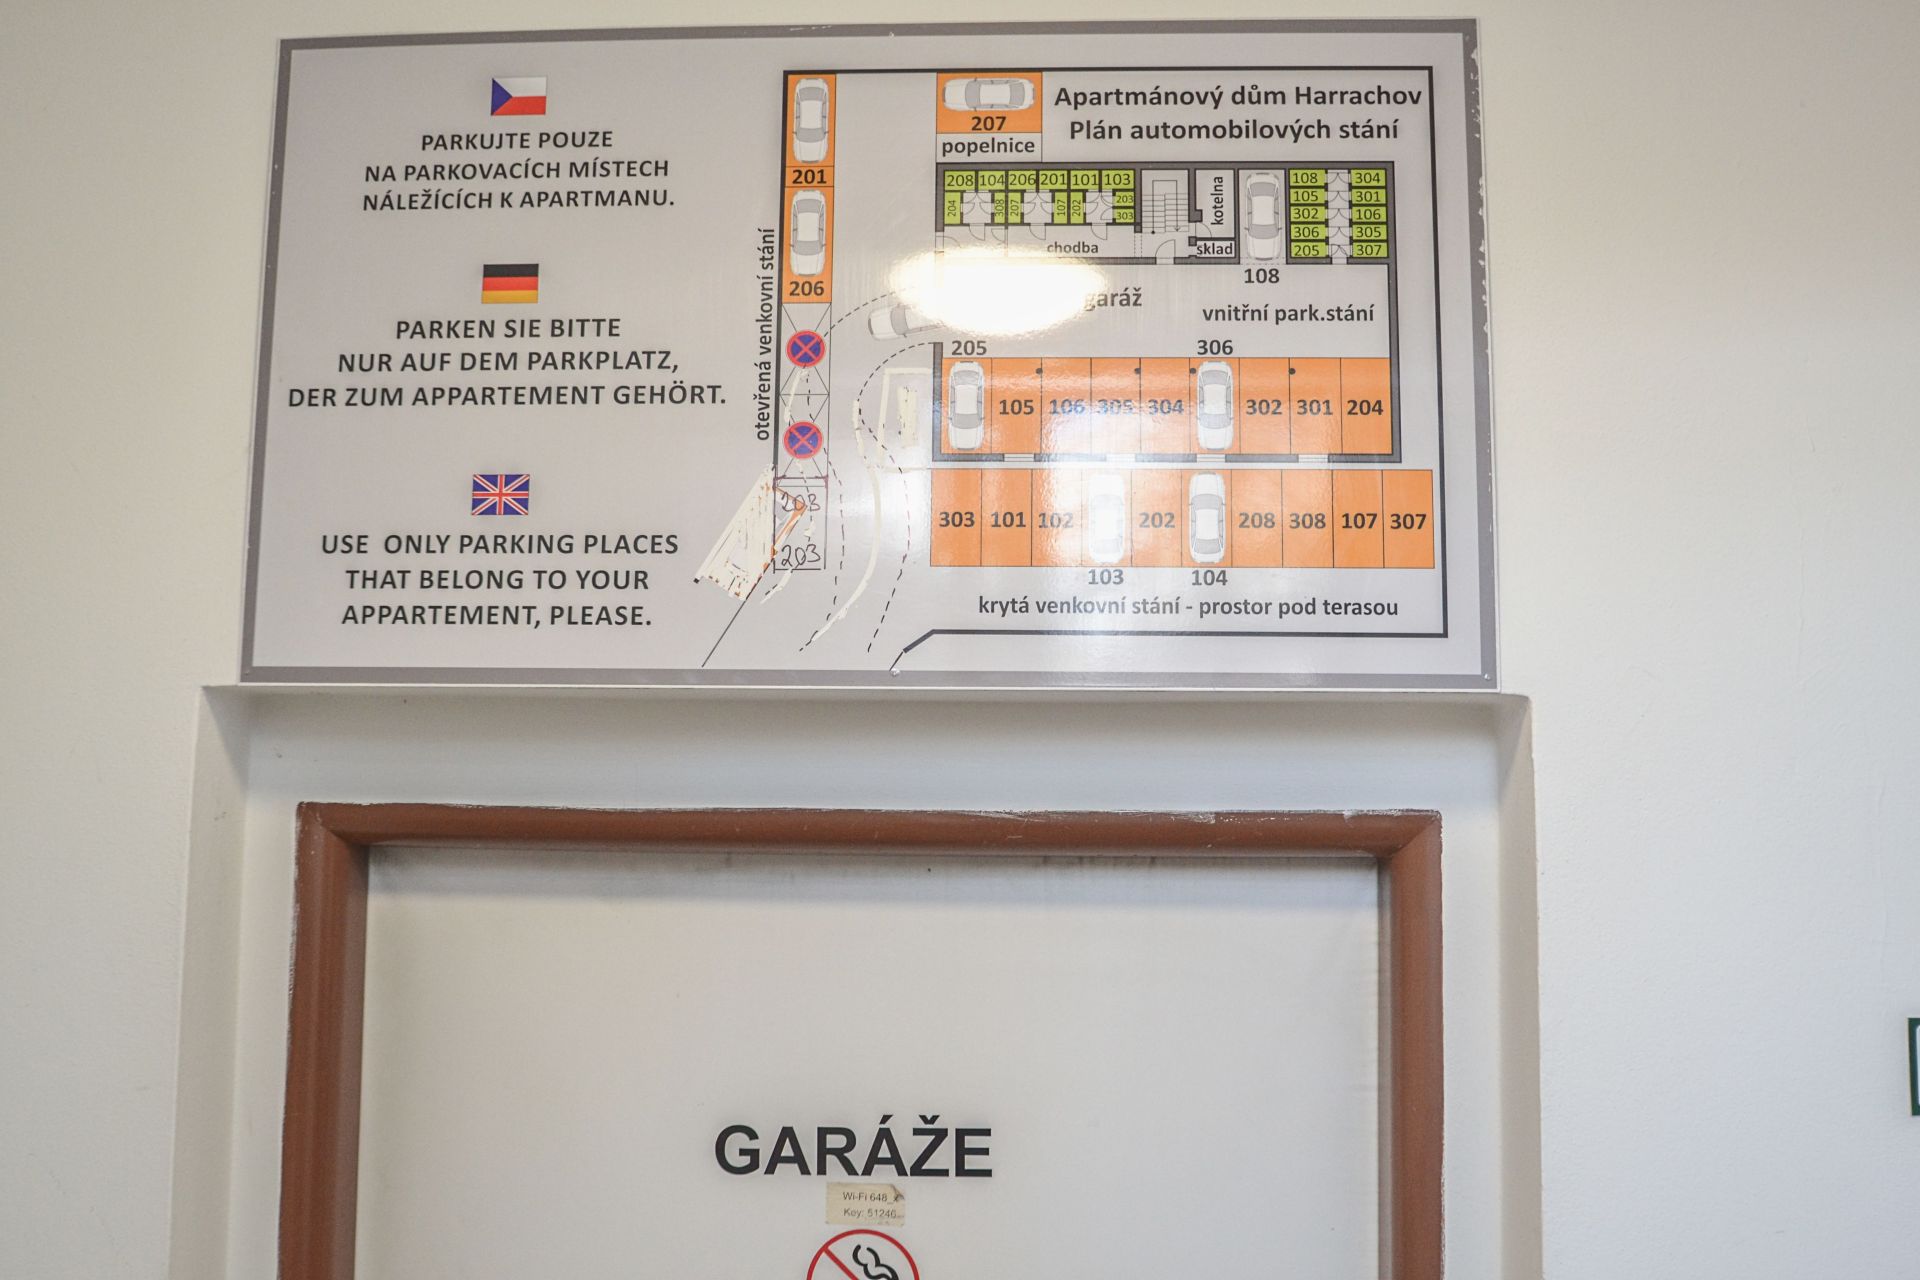 PARKUJTE POUZE
NA PARKOVACÍCH MÍSTECH
NÁLEŽÍCÍCH K APARTMANU.
PARKEN SIE BITTE
NUR AUF DEM PARKPLATZ,
DER ZUM APPARTEMENT GEHÖRT.
USE ONLY PARKING PLACES
THAT BELONG TO YOUR
APPARTEMENT, PLEASE.
Apartmánový dům Harrachov
Plán automobilových stání
otevřená venkovní stání
201
206
203
203
207
popelnice
208 104 206 201 101 103
204 308 207 107 202 203
303
chodba
kotelna
sklad
108
108 304
105 301
302 106
306 305
205 307
garáž
vnitřní park.stání
205 306
105 106 305 304 302 301 204
303 101 102 202 208 308 107 307
103 104
krytá venkovní stání - prostor pod terasou
GARÁŽE
Wi-Fi 648_x
Key: 51246